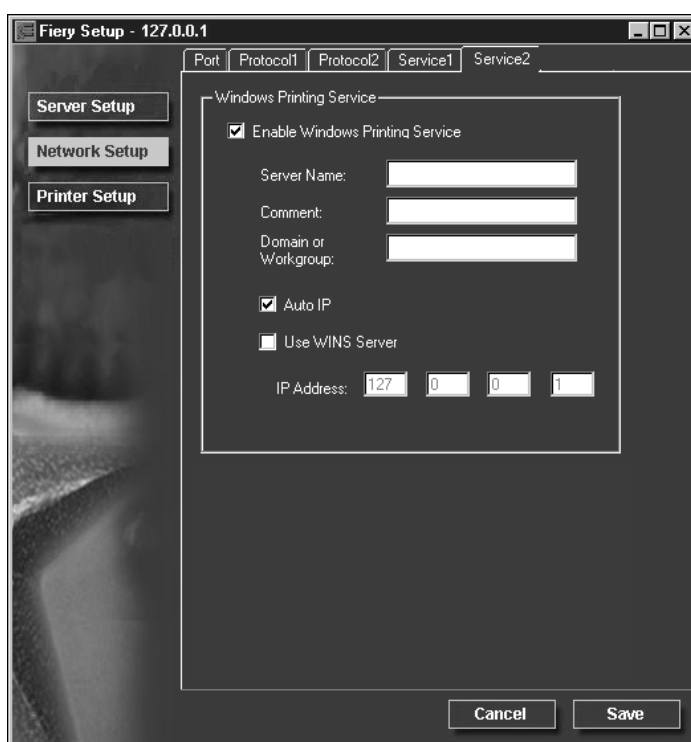 Fiery Setup - 127.0.0.1
Port Protocol1 Protocol2 Service1 Service2
Server Setup
Network Setup
Printer Setup
Windows Printing Service
Enable Windows Printing Service
Server Name:
Comment:
Domain or
Workgroup:
Auto IP
Use WINS Server
IP Address: 127 0 0 1
Cancel Save